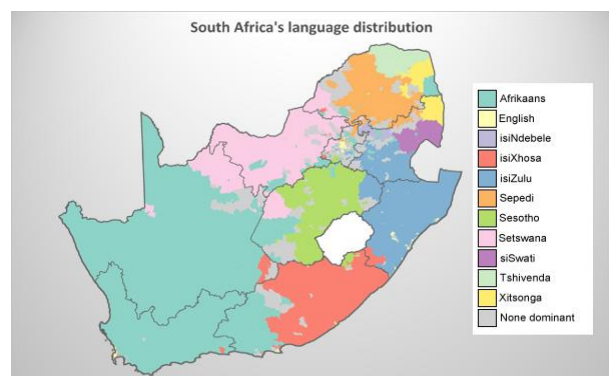 South Africa's language distribution
Afrikaans
English
isiNdebele
isiXhosa
isiZulu
Sepedi
Sesotho
Setswana
siSwati
Tshivenda
Xitsonga
None dominant